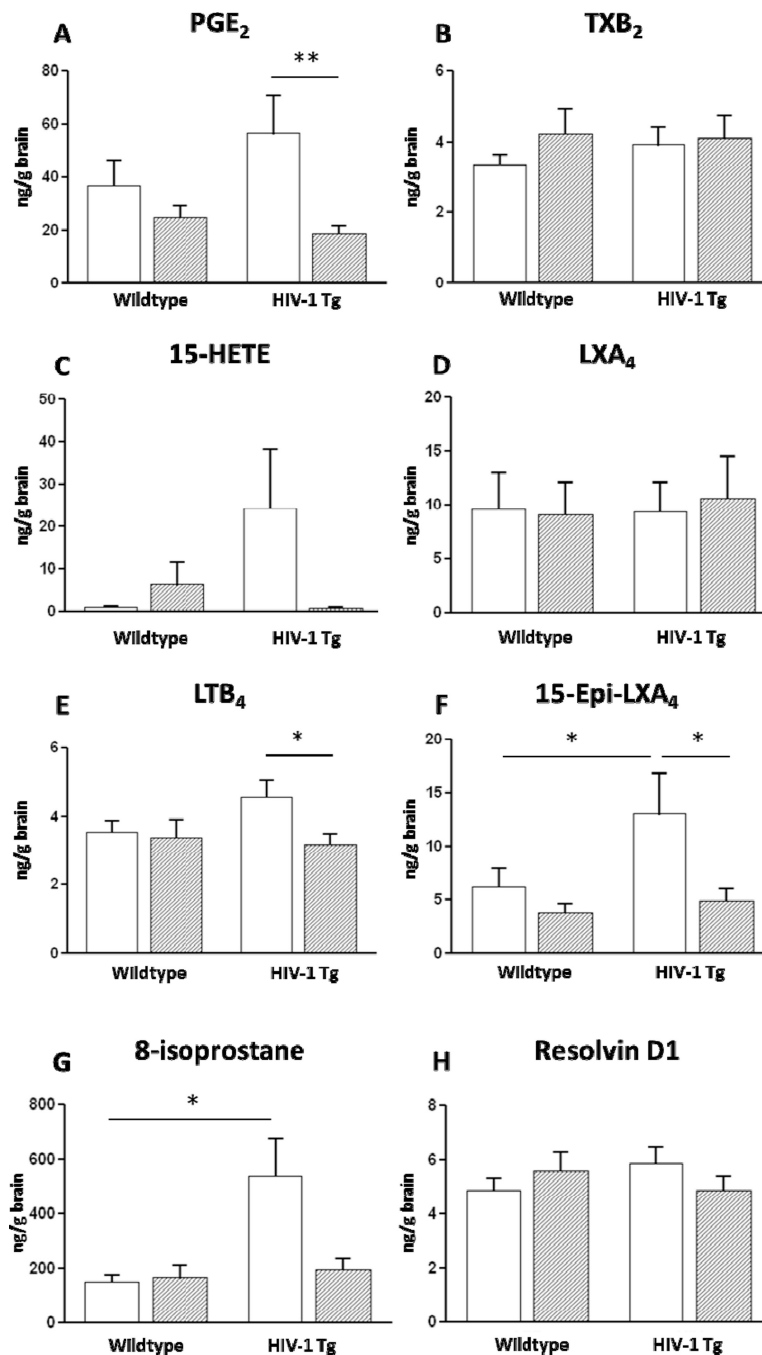 A PGE₂
**
80
60
40
20
0
ng/g brain
Wildtype HIV-1 Tg
B TXB₂
6
4
2
0
ng/g brain
Wildtype HIV-1 Tg
C 15-HETE
50
40
30
20
10
0
ng/g brain
Wildtype HIV-1 Tg
D LXA₄
20
15
10
5
0
ng/g brain
Wildtype HIV-1 Tg
E LTB₄
*
6
4
2
0
ng/g brain
Wildtype HIV-1 Tg
F 15-Epi-LXA₄
* *
20
15
10
5
0
ng/g brain
Wildtype HIV-1 Tg
G 8-isoprostane
*
800
600
400
200
0
ng/g brain
Wildtype HIV-1 Tg
H Resolvin D1
8
6
4
2
0
ng/g brain
Wildtype HIV-1 Tg